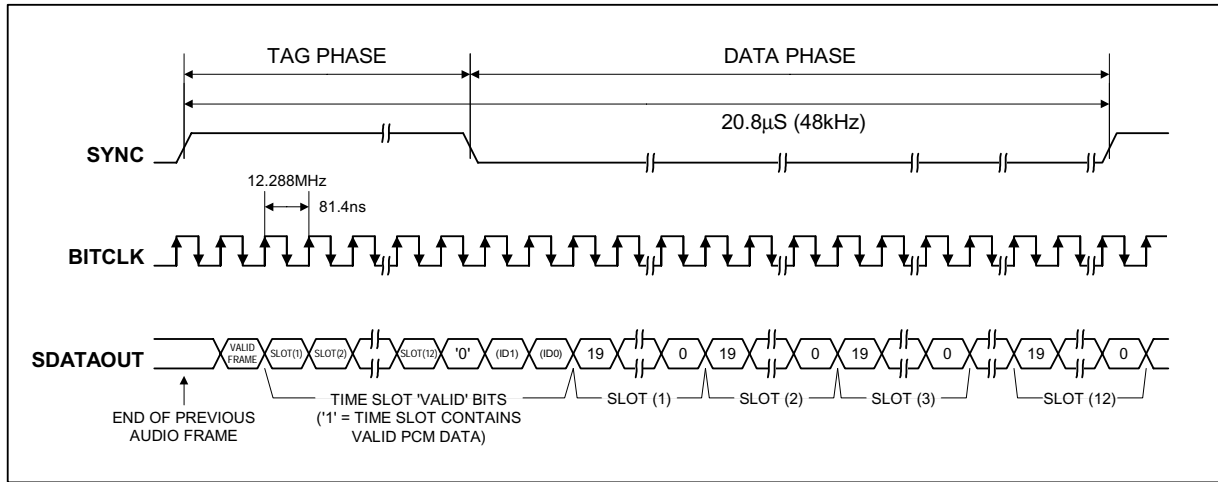 TAG PHASE
DATA PHASE
20.8µS (48kHz)
SYNC
12.288MHz
81.4ns
BITCLK
SDATAOUT
VALID
FRAME
SLOT(1)
SLOT(2)
SLOT(12)
'0'
(ID1)
(ID0)
19
0
19
0
19
0
19
0
END OF PREVIOUS
AUDIO FRAME
TIME SLOT 'VALID' BITS
('1' = TIME SLOT CONTAINS
VALID PCM DATA)
SLOT (1)
SLOT (2)
SLOT (3)
SLOT (12)